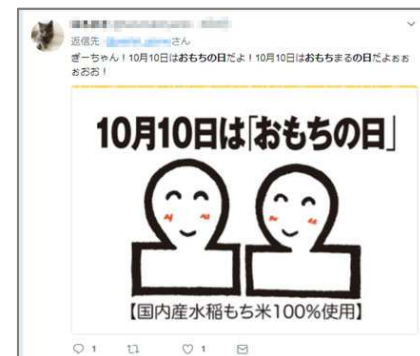 返信先: さん
ぎーちゃん！10月10日はおもちの日だよ！10月10日はおもちまるの日だよぉぉ
ぉおお！
10月10日は「おもちの日」
【国内産水稲もち米100%使用】
1 1